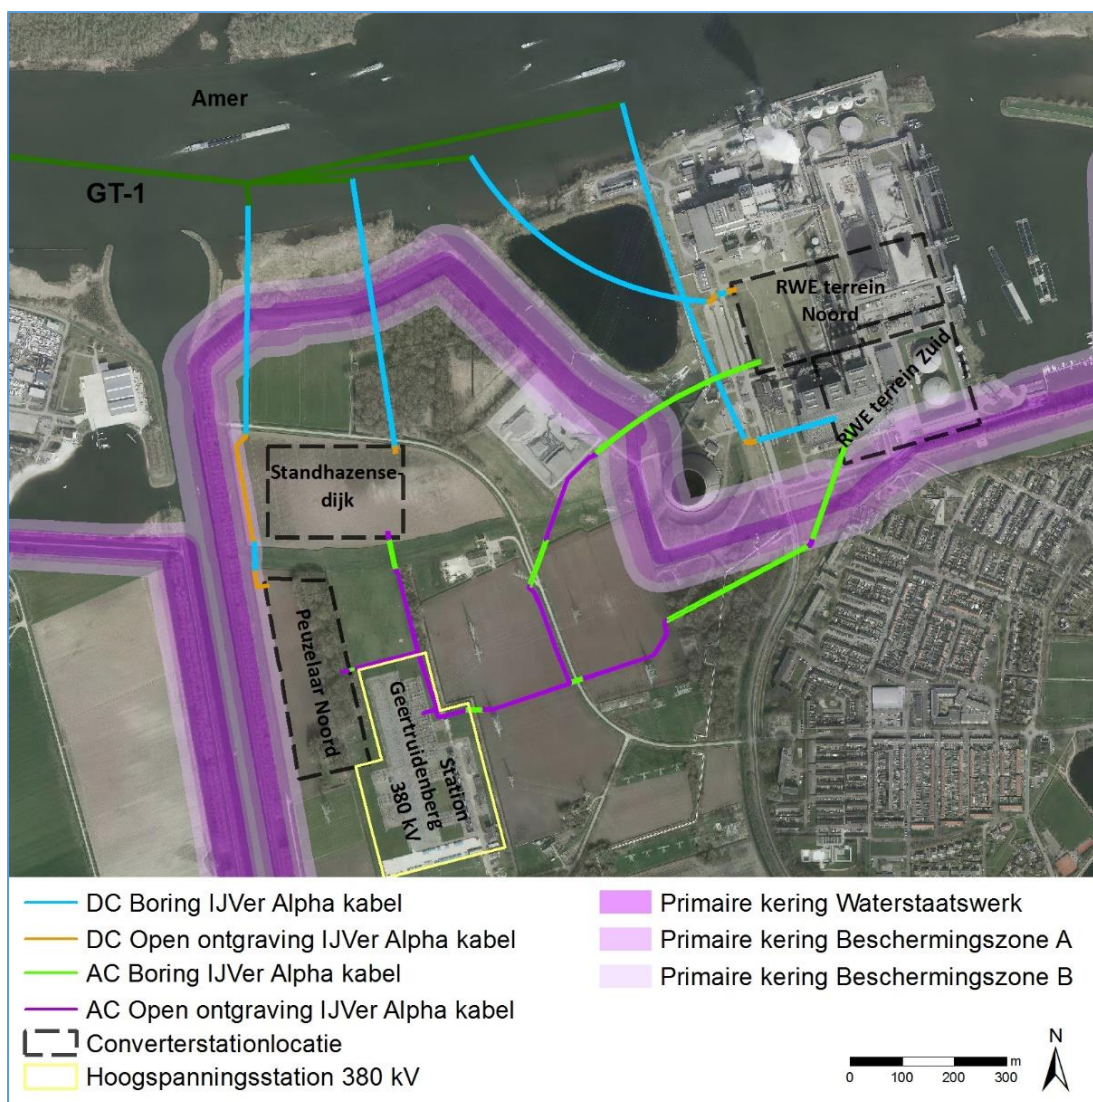 Amer
GT-1
RWE terrein
Noord
RWE terrein Zuid
Standhazense-
dijk
Peuzelaar Noord
Station
Geertruidenberg
380 kV
DC Boring IJVer Alpha kabel
DC Open ontgraving IJVer Alpha kabel
AC Boring IJVer Alpha kabel
AC Open ontgraving IJVer Alpha kabel
Converterstationlocatie
Hoogspanningsstation 380 kV
Primaire kering Waterstaatswerk
Primaire kering Beschermingszone A
Primaire kering Beschermingszone B
N
m
0 100 200 300